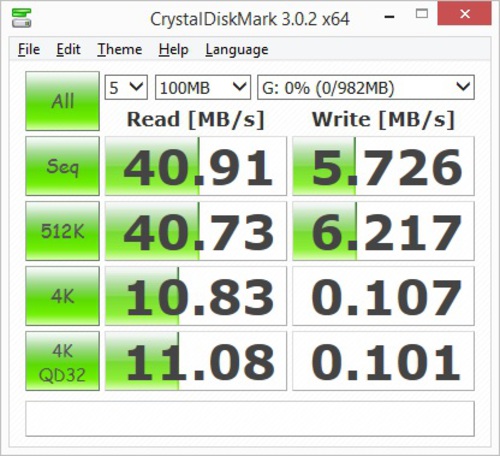 CrystalDiskMark 3.0.2 x64
File Edit Theme Help Language
All 5 100MB G: 0% (0/982MB)
Read [MB/s] Write [MB/s]
Seq 40.91 5.726
512K 40.73 6.217
4K 10.83 0.107
4K QD32 11.08 0.101